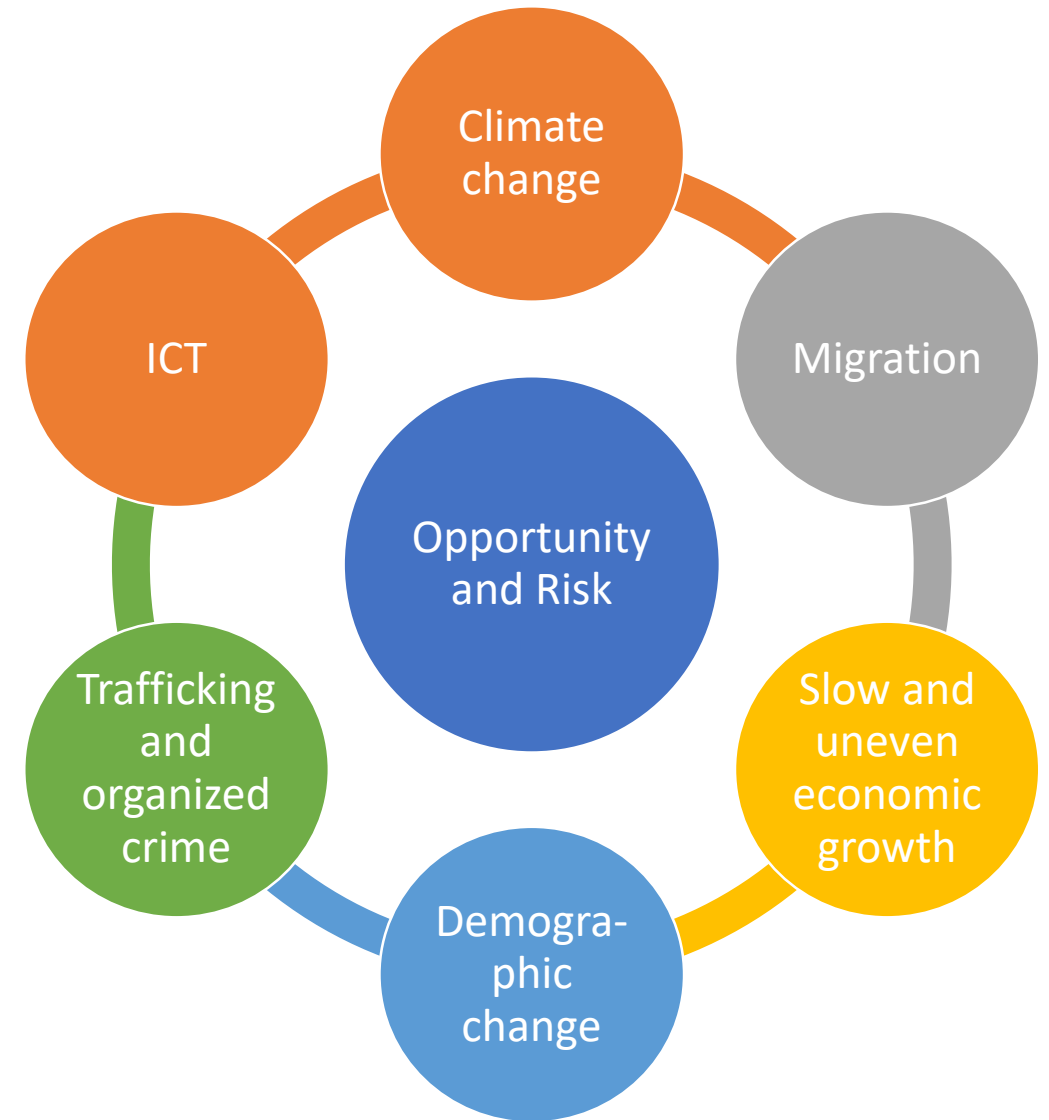 Climate
change
Migration
Slow and
uneven
economic
growth
Demogra-
phic
change
Trafficking
and
organized
crime
ICT
Opportunity
and Risk